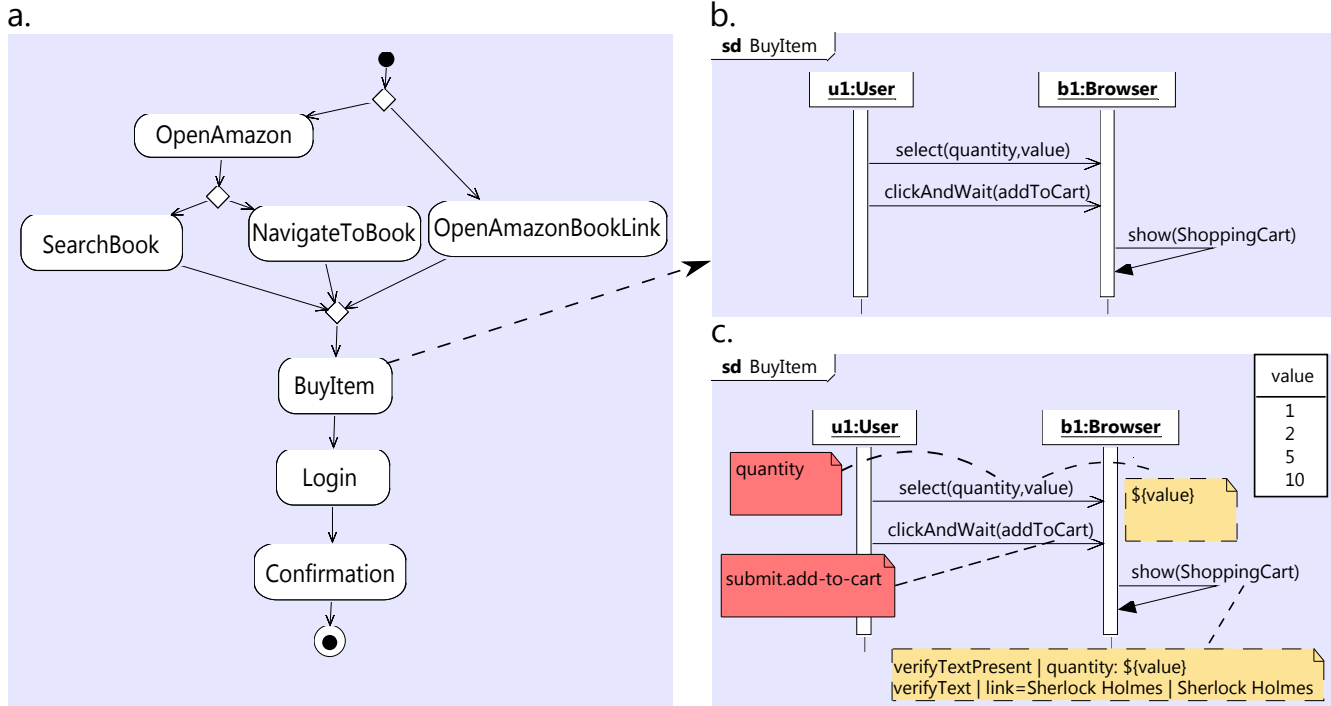 a.
OpenAmazon
SearchBook
NavigateToBook
OpenAmazonBookLink
BuyItem
Login
Confirmation
b.
sd BuyItem
u1:User
b1:Browser
select(quantity,value)
clickAndWait(addToCart)
show(ShoppingCart)
c.
sd BuyItem
value
1
2
5
10
u1:User
b1:Browser
quantity
select(quantity,value)
${value}
clickAndWait(addToCart)
submit.add-to-cart
show(ShoppingCart)
verifyTextPresent | quantity: ${value}
verifyText | link=Sherlock Holmes | Sherlock Holmes